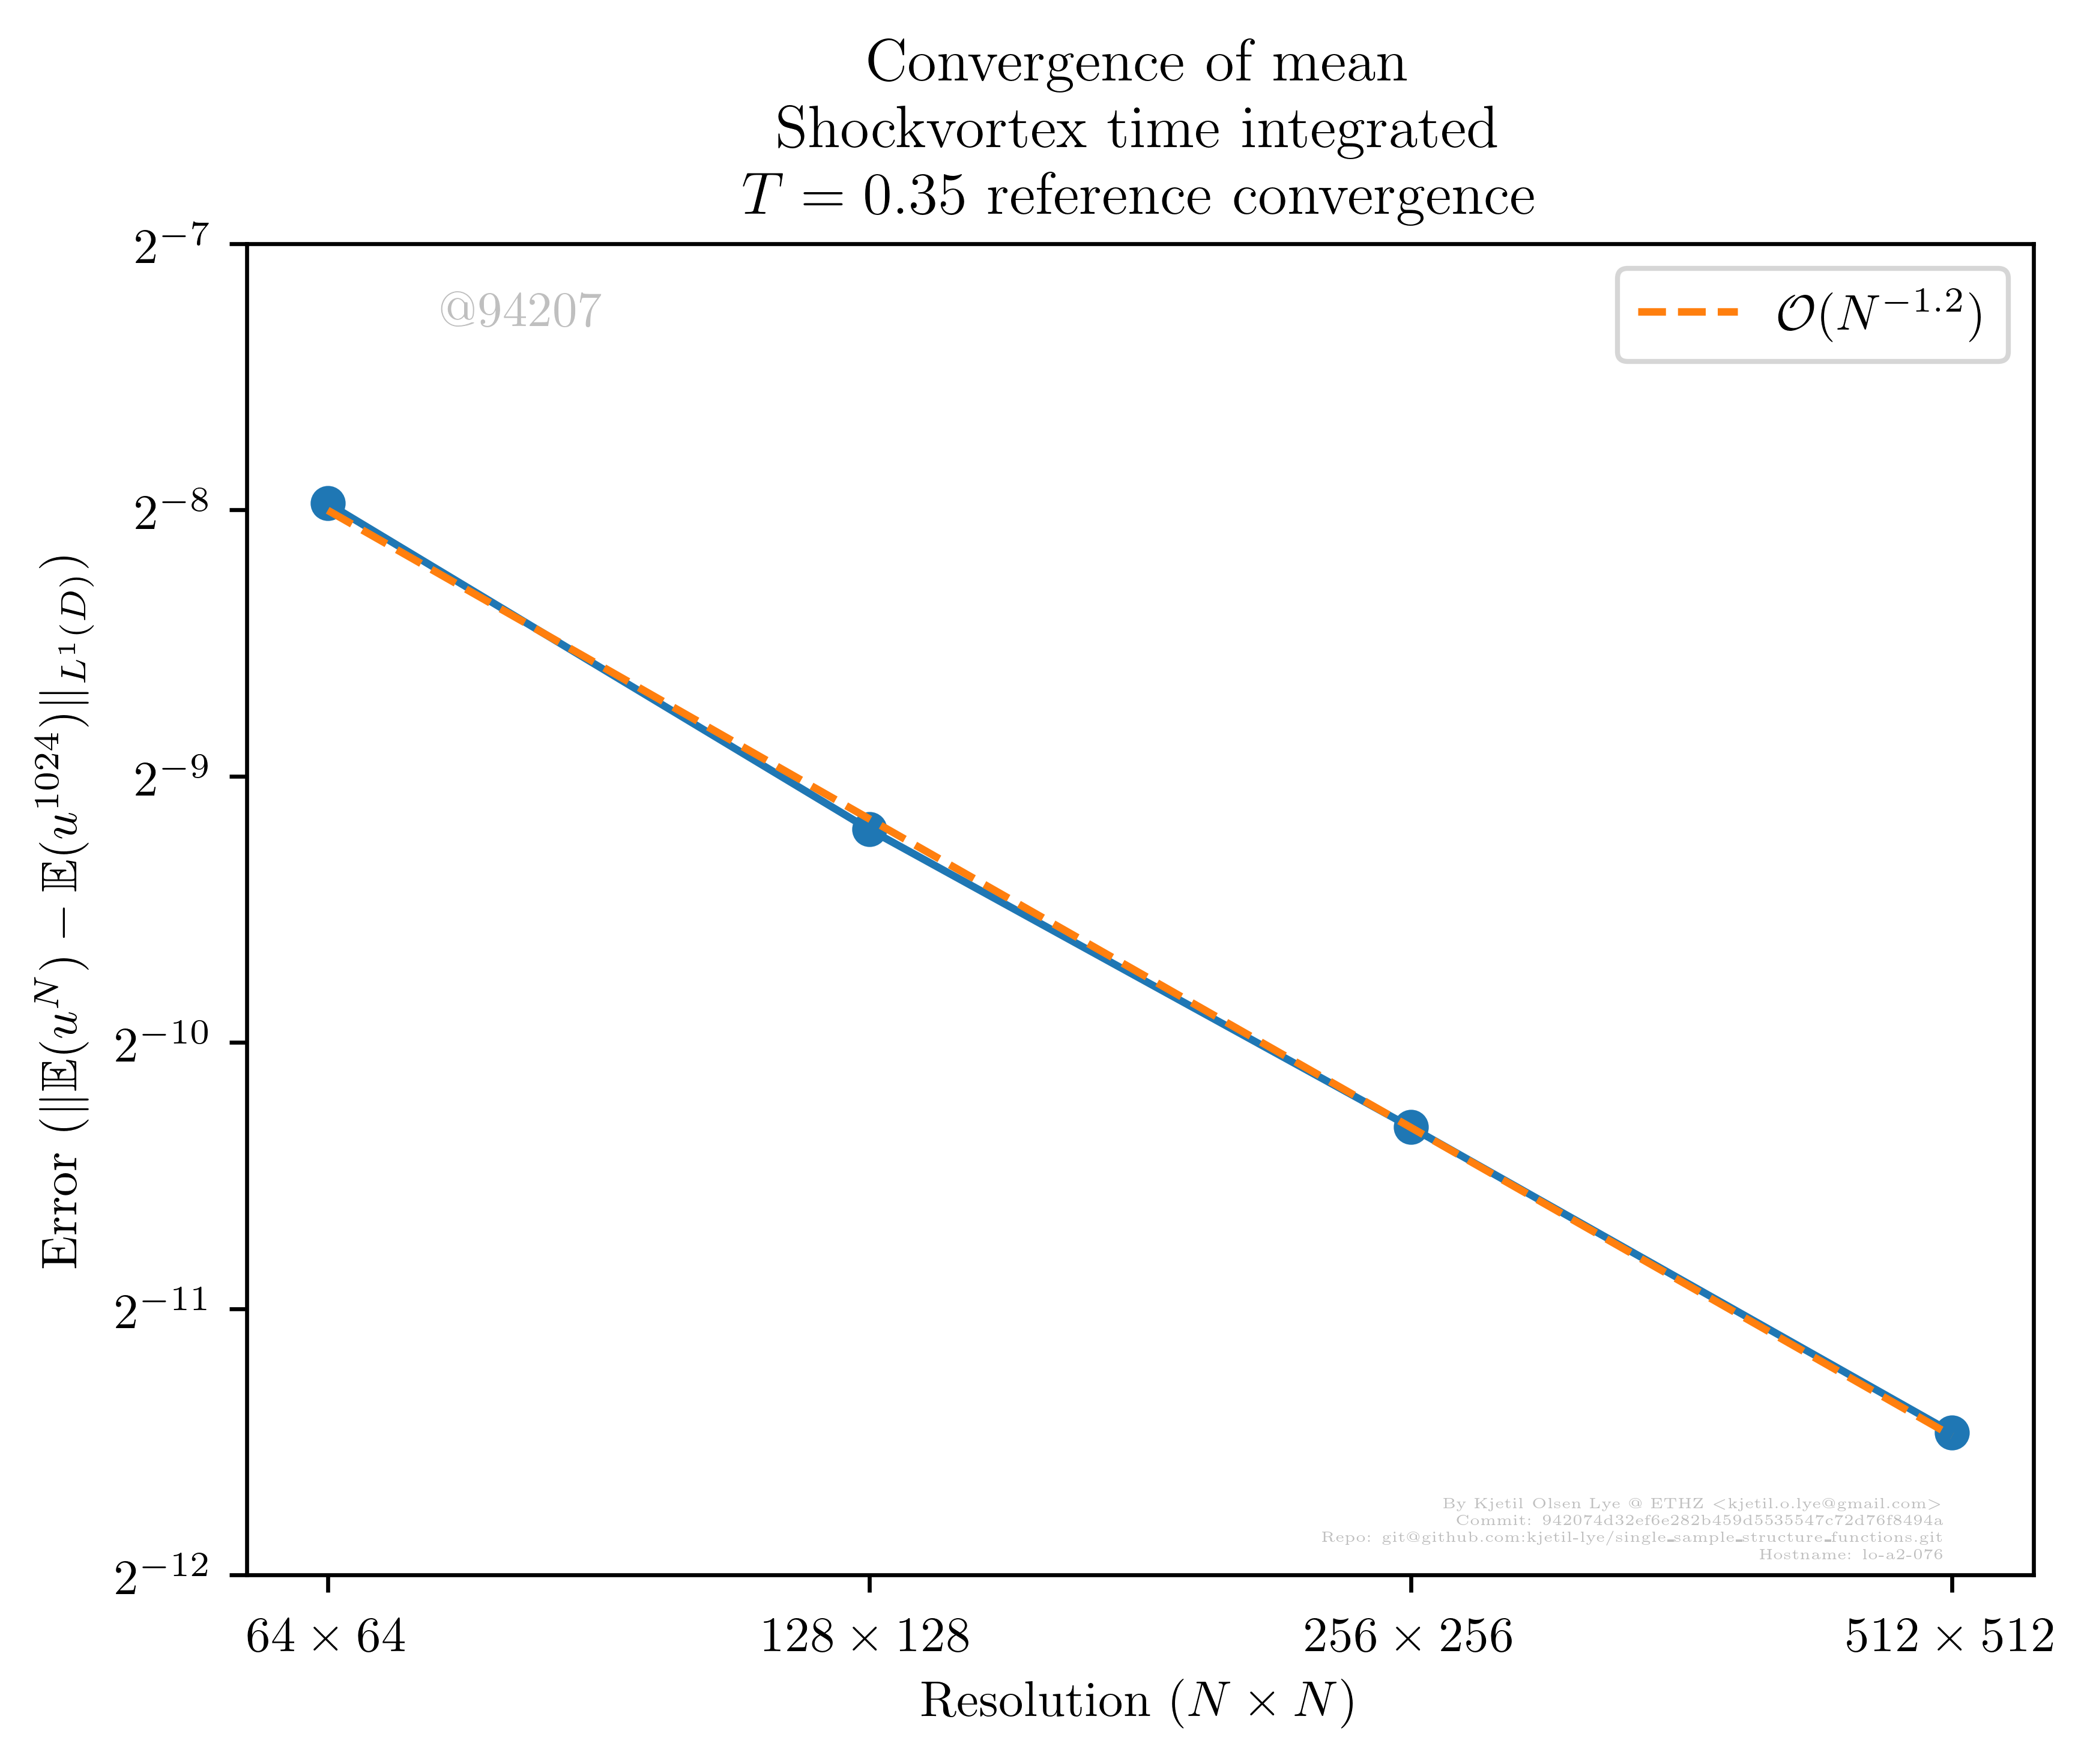 Convergence of mean
Shockvortex time integrated
T = 0.35 reference convergence
2⁻⁷
@94207
O(N⁻¹·²)
2⁻⁸
2⁻⁹
2⁻¹⁰
2⁻¹¹
2⁻¹²
Error (||𝔼(uᴺ) − 𝔼(u¹⁰²⁴)||_{L¹(D)})
By Kjetil Olsen Lye @ ETHZ <kjetil.o.lye@gmail.com>
Commit: 942074d32ef6e282b459d5535547c72d76f8494a
Repo: git@github.com:kjetil-lye/single_sample_structure_functions.git
Hostname: lo-a2-076
64 × 64 128 × 128 256 × 256 512 × 512
Resolution (N × N)